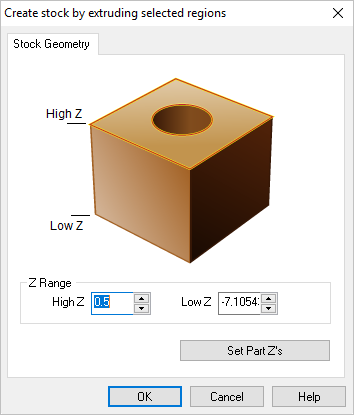 Create stock by extruding selected regions
Stock Geometry
High Z
Low Z
Z Range
High Z 0.5 Low Z -7.1054
Set Part Z's
OK Cancel Help